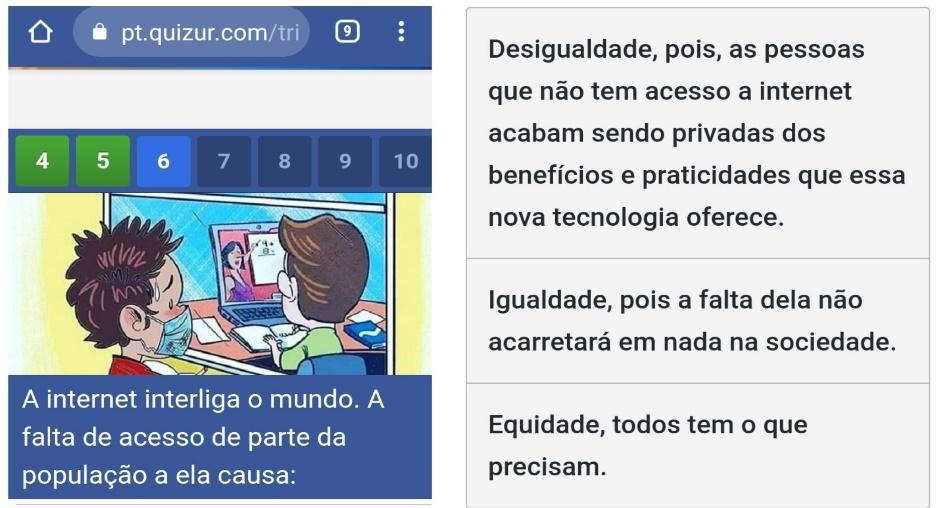 pt.quizur.com/tri
9
4 5 6 7 8 9 10
A internet interliga o mundo. A
falta de acesso de parte da
população a ela causa:
Desigualdade, pois, as pessoas
que não tem acesso a internet
acabam sendo privadas dos
benefícios e praticidades que essa
nova tecnologia oferece.
Igualdade, pois a falta dela não
acarretará em nada na sociedade.
Equidade, todos tem o que
precisam.